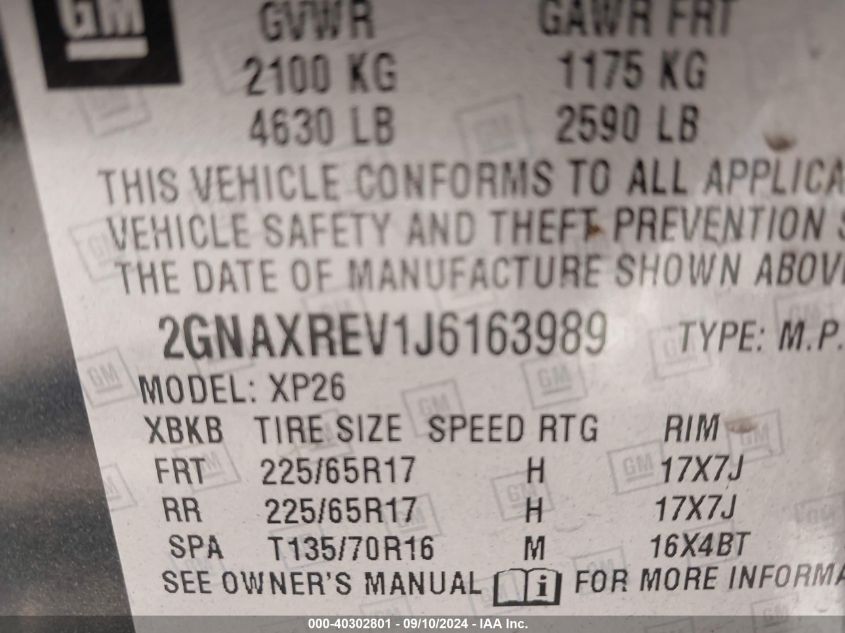 GM
GVWR GAWR FRT
2100 KG 1175 KG
4630 LB 2590 LB
THIS VEHICLE CONFORMS TO ALL
VEHICLE SAFETY AND THEFT PREVENTION
THE DATE OF MANUFACTURE SHOWN
2GNAXREV1J6163989 TYPE: M.P.
MODEL: XP26
XBKB TIRE SIZE SPEED RTG RIM
FRT 225/65R17 H 17X7J
RR 225/65R17 H 17X7J
SPA T135/70R16 M 16X4BT
SEE OWNER'S MANUAL i FOR MORE
000-40302801 - 09/10/2024 - IAA Inc.